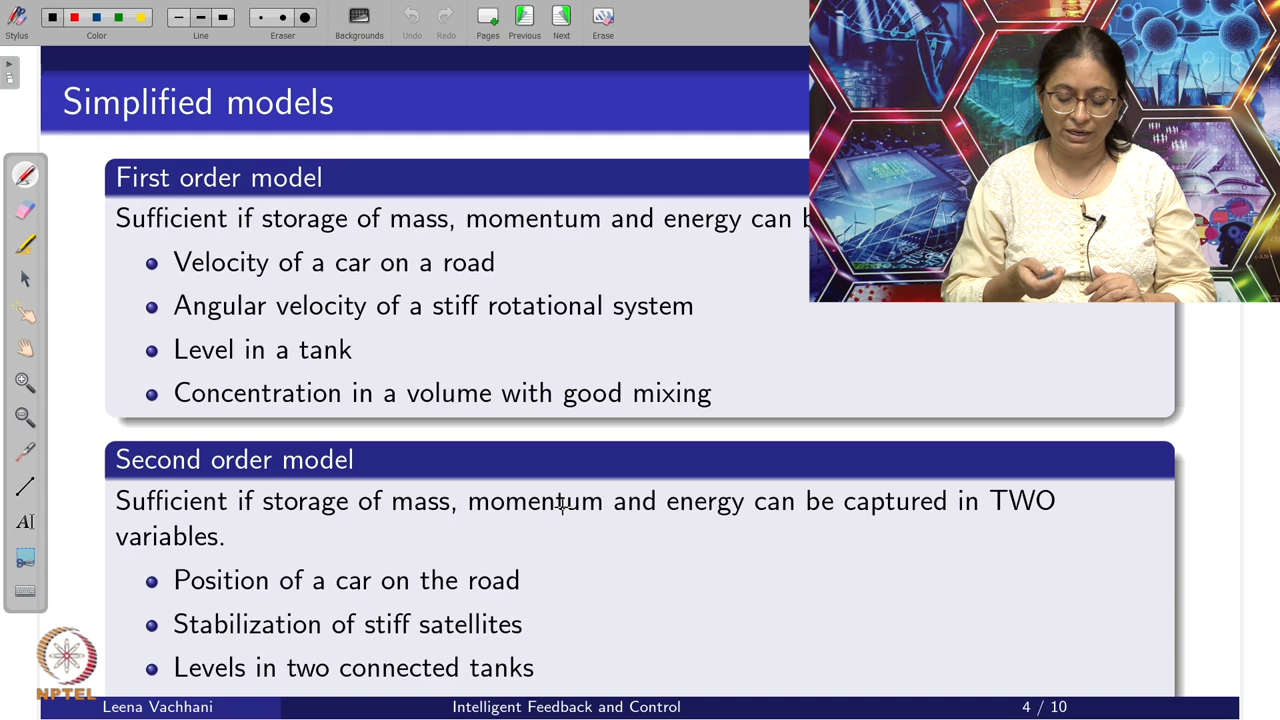 Stylus Color Line Eraser Backgrounds Undo Redo Pages Previous Next Erase
Simplified models
First order model
Sufficient if storage of mass, momentum and energy can
Velocity of a car on a road
Angular velocity of a stiff rotational system
Level in a tank
Concentration in a volume with good mixing
Second order model
Sufficient if storage of mass, momentum and energy can be captured in TWO
variables.
Position of a car on the road
Stabilization of stiff satellites
Levels in two connected tanks
NPTEL
Leena Vachhani Intelligent Feedback and Control 4 / 10